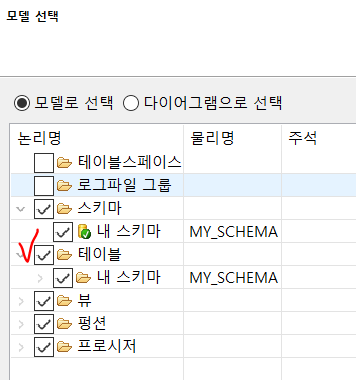 모델 선택
모델로 선택 다이어그램으로 선택
논리명 물리명 주석
테이블스페이스
로그파일 그룹
스키마
내 스키마 MY_SCHEMA
테이블
내 스키마 MY_SCHEMA
뷰
펑션
프로시저